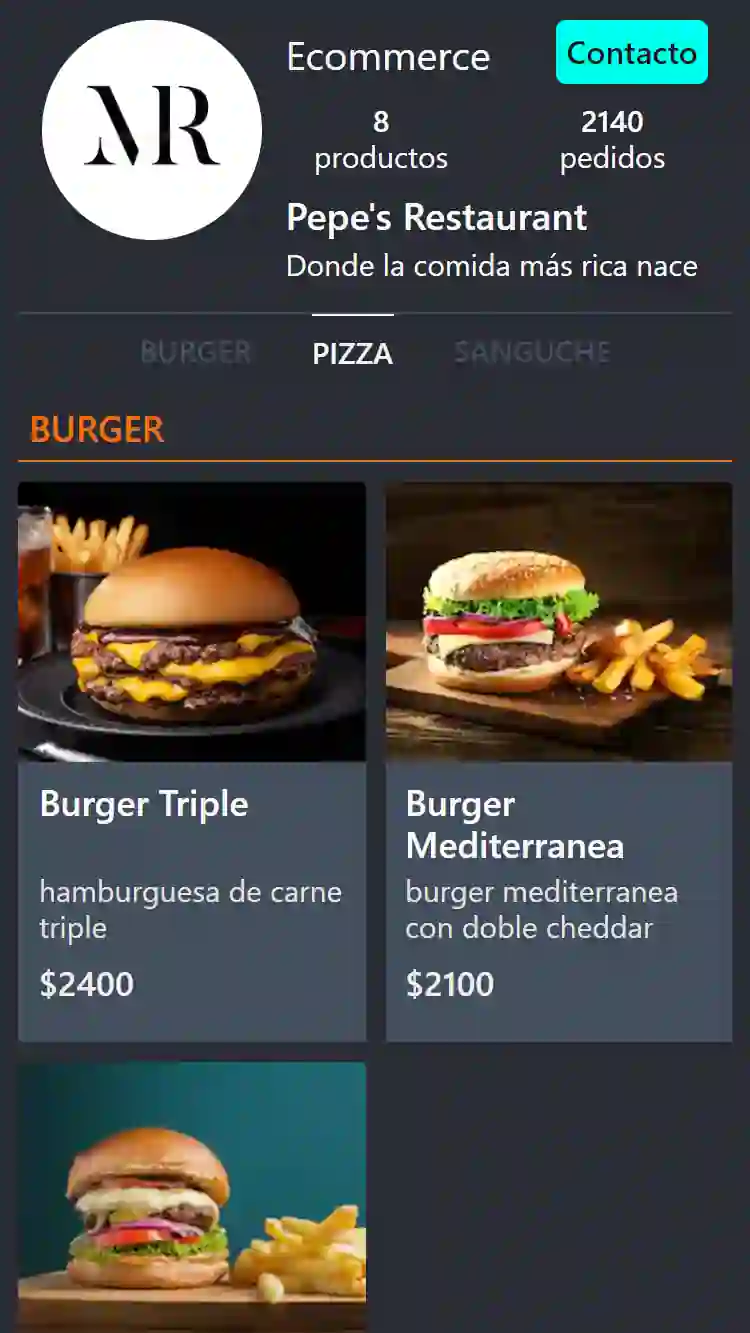 MR
Ecommerce
Contacto
8
productos
2140
pedidos
Pepe's Restaurant
Donde la comida más rica nace
BURGER
PIZZA
SANGUCHE
BURGER
Burger Triple
hamburguesa de carne
triple
$2400
Burger
Mediterranea
burger mediterranea
con doble cheddar
$2100